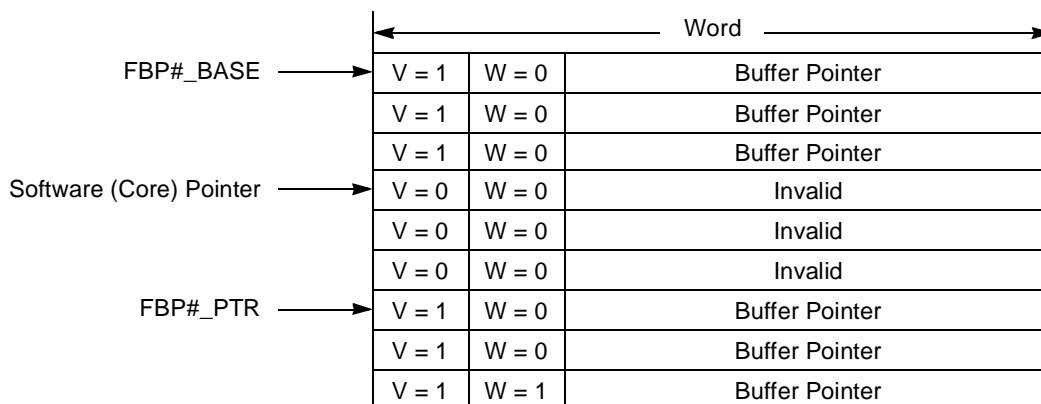 Word
FBP#_BASE V = 1 W = 0 Buffer Pointer
V = 1 W = 0 Buffer Pointer
V = 1 W = 0 Buffer Pointer
Software (Core) Pointer V = 0 W = 0 Invalid
V = 0 W = 0 Invalid
V = 0 W = 0 Invalid
FBP#_PTR V = 1 W = 0 Buffer Pointer
V = 1 W = 0 Buffer Pointer
V = 1 W = 1 Buffer Pointer